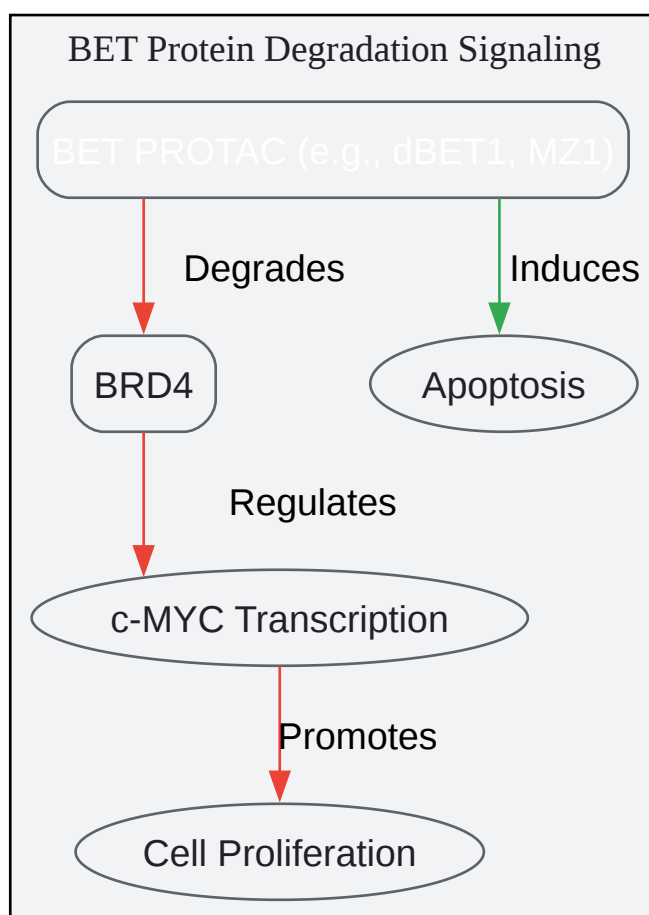 BET Protein Degradation Signaling
BET PROTAC (e.g., dBET1, MZ1)
Degrades
Induces
BRD4
Apoptosis
Regulates
c-MYC Transcription
Promotes
Cell Proliferation